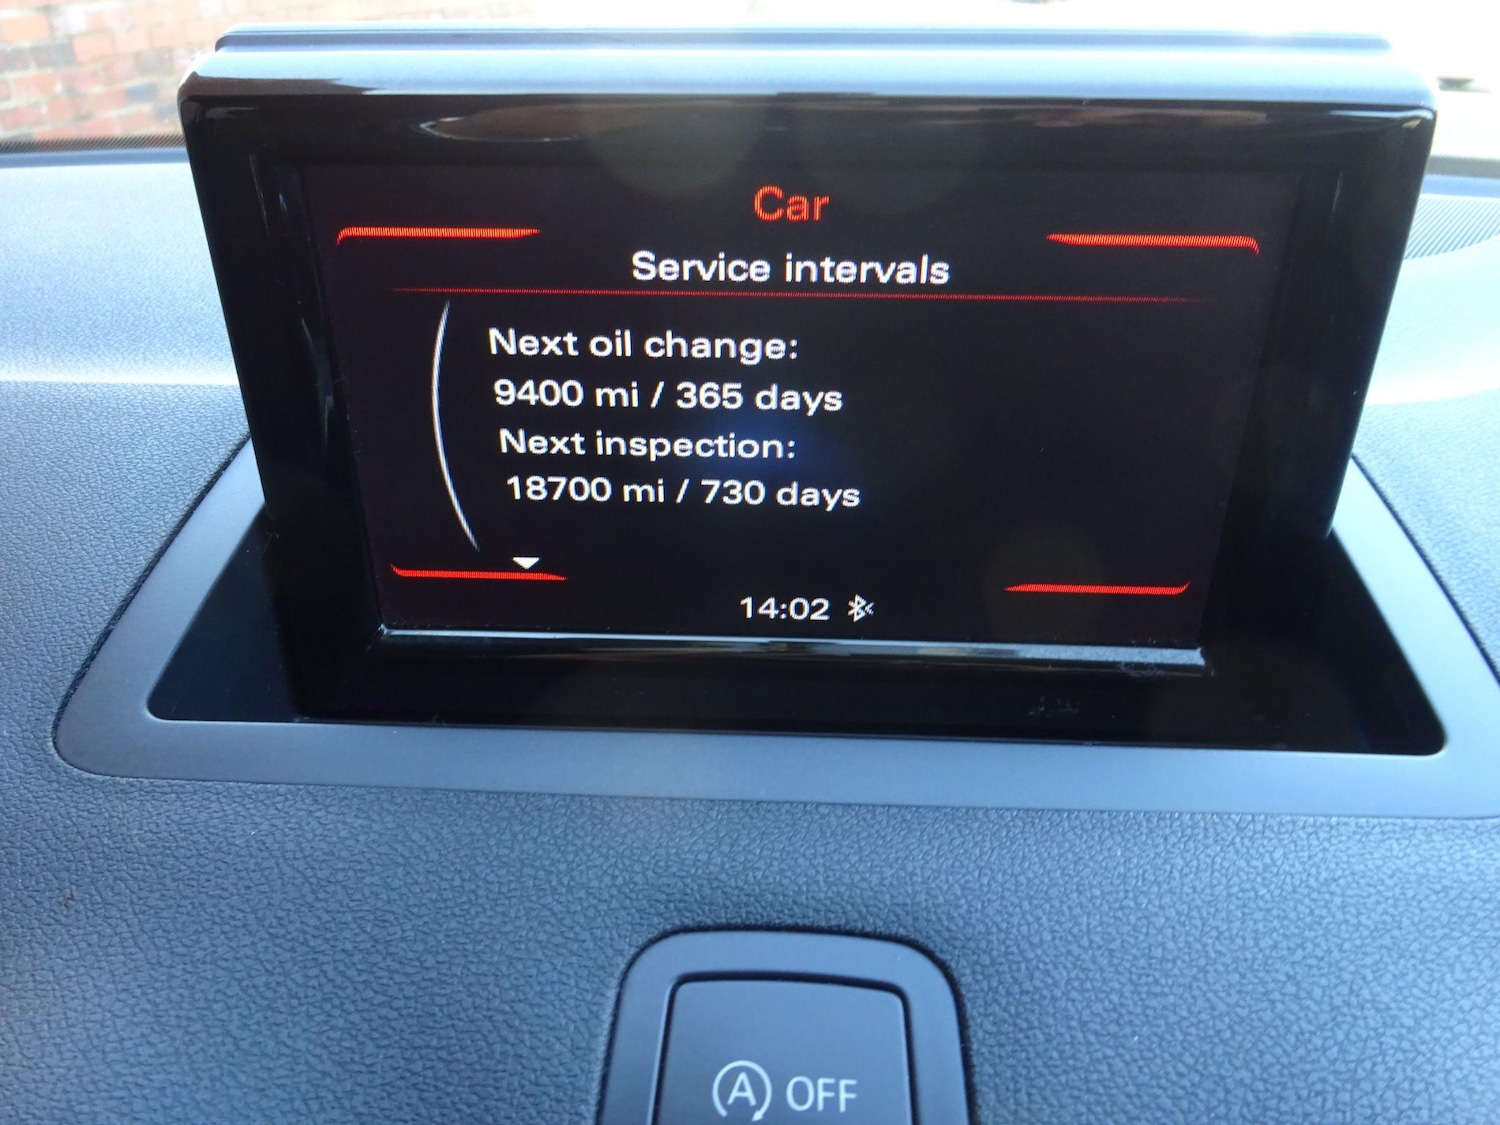 Car
Service intervals
Next oil change:
9400 mi / 365 days
Next inspection:
18700 mi / 730 days
14:02
A OFF